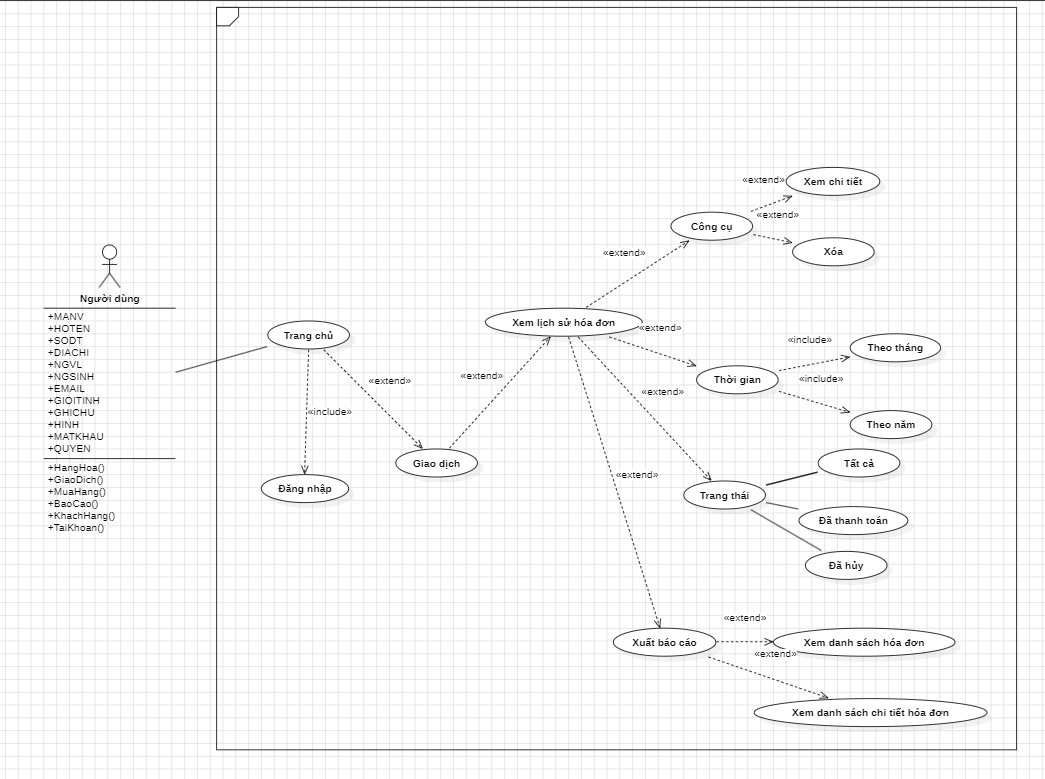 Người dùng
+MANV
+HOTEN
+SODT
+DIACHI
+NGVL
+NGSINH
+EMAIL
+GIOITINH
+GHICHU
+HINH
+MATKHAU
+QUYEN
+HangHoa()
+GiaoDich()
+MuaHang()
+BaoCao()
+KhachHang()
+TaiKhoan()
Trang chủ
«include»
Đăng nhập
«extend»
Giao dịch
«extend»
Xem lịch sử hóa đơn
«extend»
Công cụ
«extend»
Xem chi tiết
«extend»
Xóa
«extend»
Thời gian
«include»
Theo tháng
«include»
Theo năm
«extend»
Trang thái
Tất cả
Đã thanh toán
Đã hủy
«extend»
Xuất báo cáo
«extend»
Xem danh sách hóa đơn
«extend»
Xem danh sách chi tiết hóa đơn